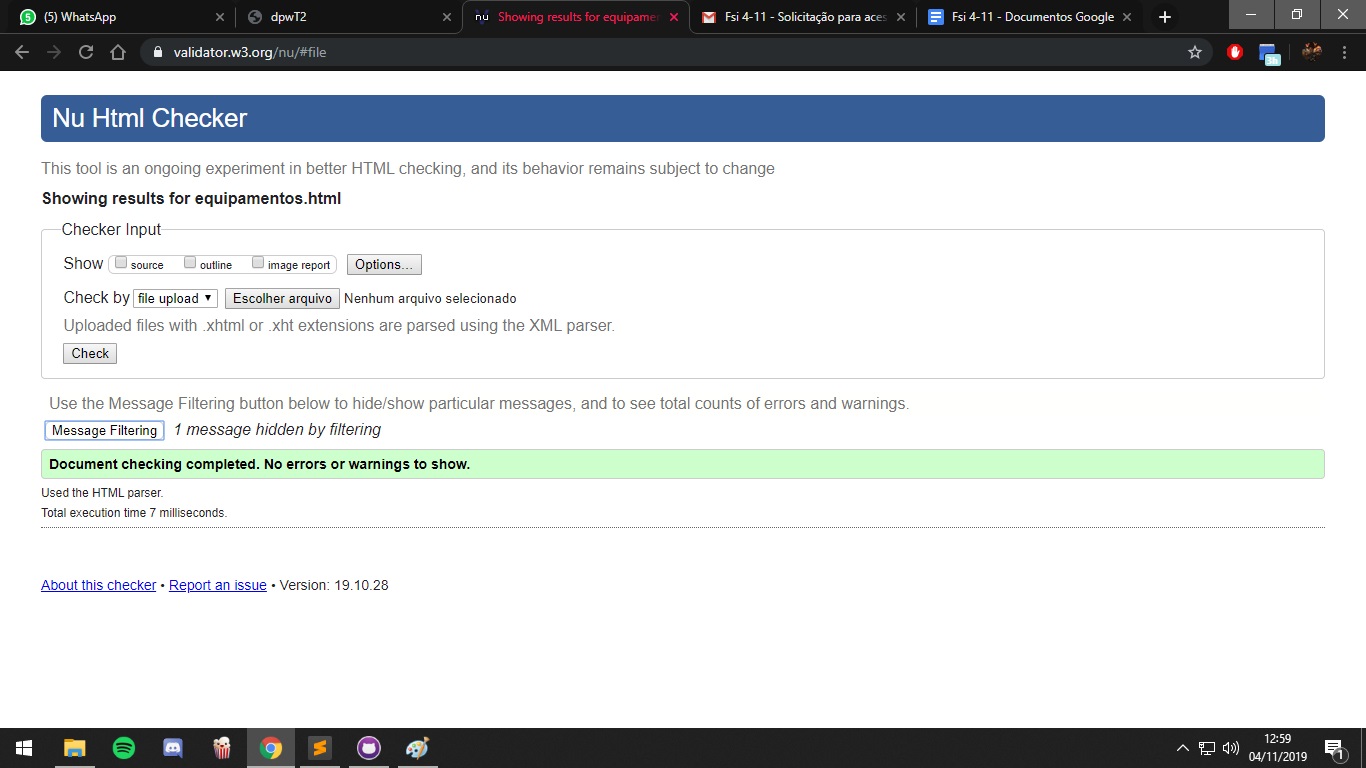 (5) WhatsApp
dpwT2
Showing results for equipamen
Fsi 4-11 - Solicitação para aces
Fsi 4-11 - Documentos Google
validator.w3.org/nu/#file
3h
Nu Html Checker
This tool is an ongoing experiment in better HTML checking, and its behavior remains subject to change
Showing results for equipamentos.html
Checker Input
Show source outline image report Options...
Check by file upload Escolher arquivo Nenhum arquivo selecionado
Uploaded files with .xhtml or .xht extensions are parsed using the XML parser.
Check
Use the Message Filtering button below to hide/show particular messages, and to see total counts of errors and warnings.
Message Filtering 1 message hidden by filtering
Document checking completed. No errors or warnings to show.
Used the HTML parser.
Total execution time 7 milliseconds.
About this checker • Report an issue • Version: 19.10.28
12:59
04/11/2019
1